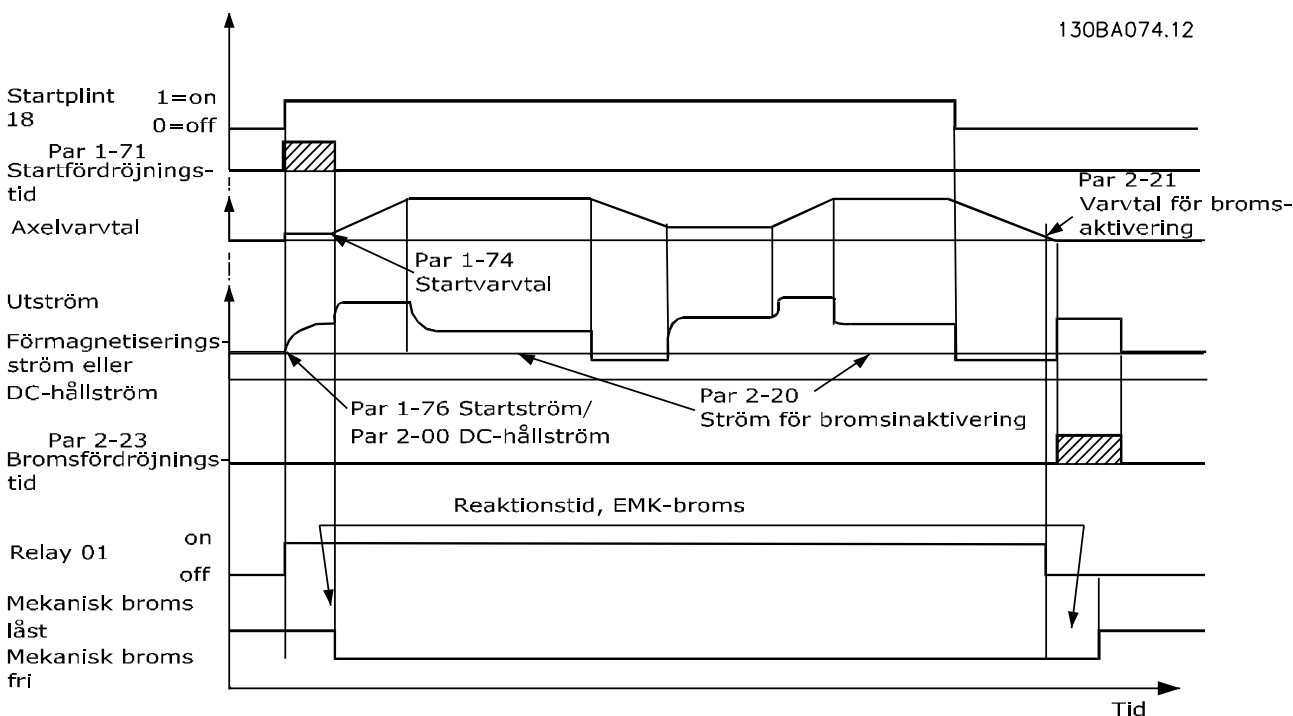 130BA074.12
Startplint 1=on
18 0=off
Par 1-71
Startfördröjnings-
tid
Axelvarvtal
Par 1-74
Startvarvtal
Par 2-21
Varvtal för broms-
aktivering
Utström
Förmagnetiserings-
ström eller
DC-hållström
Par 1-76 Startström/
Par 2-00 DC-hållström
Par 2-20
Ström för bromsinaktivering
Par 2-23
Bromsfördröjnings-
tid
Reaktionstid, EMK-broms
Relay 01
on
off
Mekanisk broms
låst
Mekanisk broms
fri
Tid